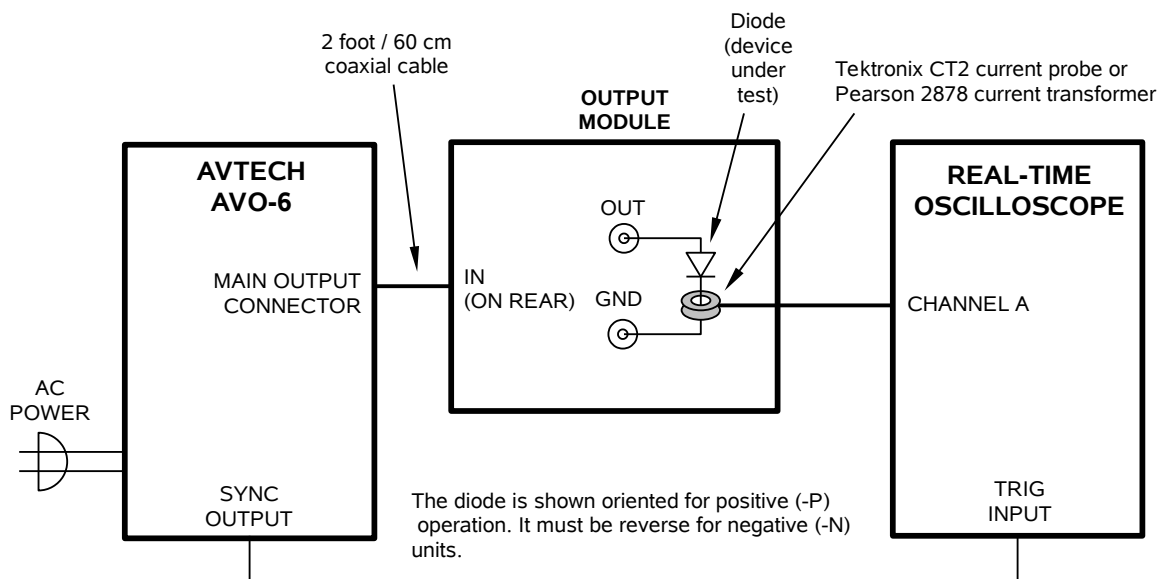 2 foot / 60 cm
coaxial cable
Diode
(device
under
test)
Tektronix CT2 current probe or
Pearson 2878 current transformer
OUTPUT
MODULE
AVTECH
AVO-6
REAL-TIME
OSCILLOSCOPE
OUT
MAIN OUTPUT
CONNECTOR
IN
(ON REAR)
GND
CHANNEL A
AC
POWER
SYNC
OUTPUT
The diode is shown oriented for positive (-P)
operation. It must be reverse for negative (-N)
units.
TRIG
INPUT